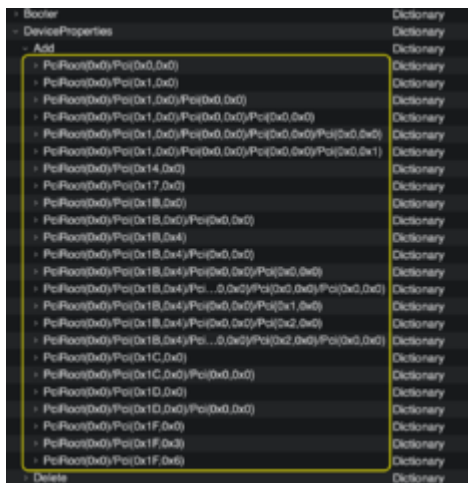 Booter Dictionary
DeviceProperties Dictionary
Add Dictionary
PciRoot(0x0)/Pci(0x0,0x0) Dictionary
PciRoot(0x0)/Pci(0x1,0x0) Dictionary
PciRoot(0x0)/Pci(0x1,0x0)/Pci(0x0,0x0) Dictionary
PciRoot(0x0)/Pci(0x1,0x0)/Pci(0x0,0x0)/Pci(0x0,0x0) Dictionary
PciRoot(0x0)/Pci(0x1,0x0)/Pci(0x0,0x0)/Pci(0x0,0x0)/Pci(0x0,0x0) Dictionary
PciRoot(0x0)/Pci(0x1,0x0)/Pci(0x0,0x0)/Pci(0x0,0x0)/Pci(0x0,0x1) Dictionary
PciRoot(0x0)/Pci(0x14,0x0) Dictionary
PciRoot(0x0)/Pci(0x17,0x0) Dictionary
PciRoot(0x0)/Pci(0x1B,0x0) Dictionary
PciRoot(0x0)/Pci(0x1B,0x0)/Pci(0x0,0x0) Dictionary
PciRoot(0x0)/Pci(0x1B,0x4) Dictionary
PciRoot(0x0)/Pci(0x1B,0x4)/Pci(0x0,0x0) Dictionary
PciRoot(0x0)/Pci(0x1B,0x4)/Pci(0x0,0x0)/Pci(0x0,0x0) Dictionary
PciRoot(0x0)/Pci(0x1B,0x4)/Pci...0,0x0)/Pci(0x0,0x0)/Pci(0x0,0x0) Dictionary
PciRoot(0x0)/Pci(0x1B,0x4)/Pci(0x0,0x0)/Pci(0x1,0x0) Dictionary
PciRoot(0x0)/Pci(0x1B,0x4)/Pci(0x0,0x0)/Pci(0x2,0x0) Dictionary
PciRoot(0x0)/Pci(0x1B,0x4)/Pci...0,0x0)/Pci(0x2,0x0)/Pci(0x0,0x0) Dictionary
PciRoot(0x0)/Pci(0x1C,0x0) Dictionary
PciRoot(0x0)/Pci(0x1C,0x0)/Pci(0x0,0x0) Dictionary
PciRoot(0x0)/Pci(0x1D,0x0) Dictionary
PciRoot(0x0)/Pci(0x1D,0x0)/Pci(0x0,0x0) Dictionary
PciRoot(0x0)/Pci(0x1F,0x0) Dictionary
PciRoot(0x0)/Pci(0x1F,0x3) Dictionary
PciRoot(0x0)/Pci(0x1F,0x6) Dictionary
Delete Dictionary